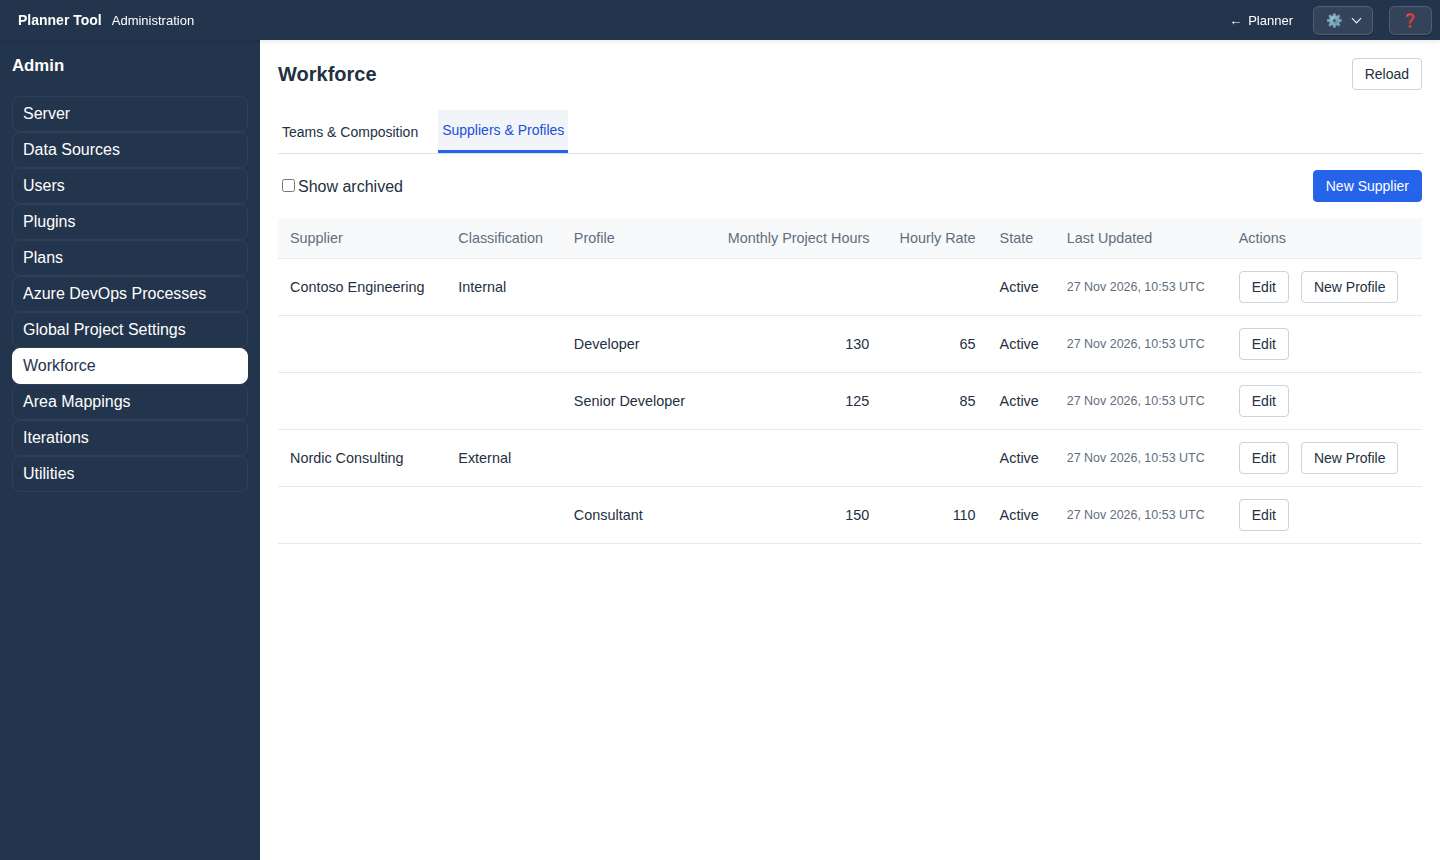 Planner Tool Administration ← Planner
Admin
Server
Data Sources
Users
Plugins
Plans
Azure DevOps Processes
Global Project Settings
Workforce
Area Mappings
Iterations
Utilities
Workforce Reload
Teams & Composition Suppliers & Profiles
Show archived New Supplier
Supplier Classification Profile Monthly Project Hours Hourly Rate State Last Updated Actions
Contoso Engineering Internal Active 27 Nov 2026, 10:53 UTC Edit New Profile
Developer 130 65 Active 27 Nov 2026, 10:53 UTC Edit
Senior Developer 125 85 Active 27 Nov 2026, 10:53 UTC Edit
Nordic Consulting External Active 27 Nov 2026, 10:53 UTC Edit New Profile
Consultant 150 110 Active 27 Nov 2026, 10:53 UTC Edit